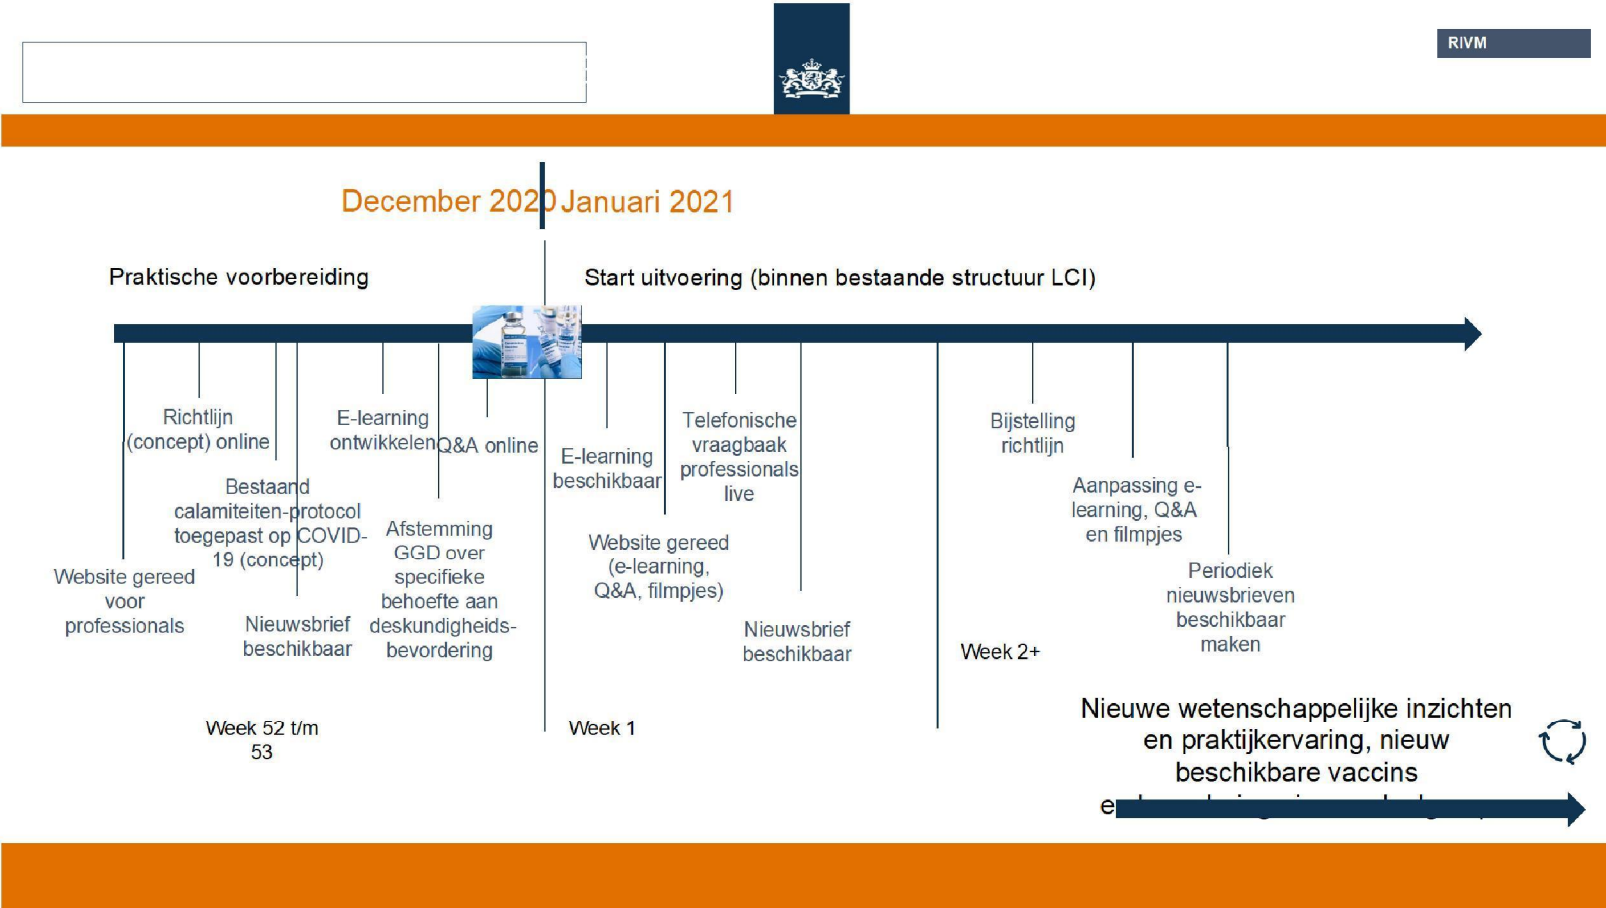 RIVM
December 2020
Januari 2021
Praktische voorbereiding
Start uitvoering (binnen bestaande structuur LCI)
Richtlijn
(concept) online
E-learning
ontwikkelen
Q&A online
Bestaand
calamiteiten-protocol
toegepast op COVID-
19 (concept)
Afstemming
GGD over
specifieke
behoefte aan
deskundigheids-
bevordering
Website gereed
voor
professionals
Nieuwsbrief
beschikbaar
Week 52 t/m
53
E-learning
beschikbaar
Telefonische
vraagbaak
professionals
live
Website gereed
(e-learning,
Q&A, filmpjes)
Nieuwsbrief
beschikbaar
Week 1
Bijstelling
richtlijn
Aanpassing e-
learning, Q&A
en filmpjes
Periodiek
nieuwsbrieven
beschikbaar
maken
Week 2+
Nieuwe wetenschappelijke inzichten
en praktijkervaring, nieuw
beschikbare vaccins